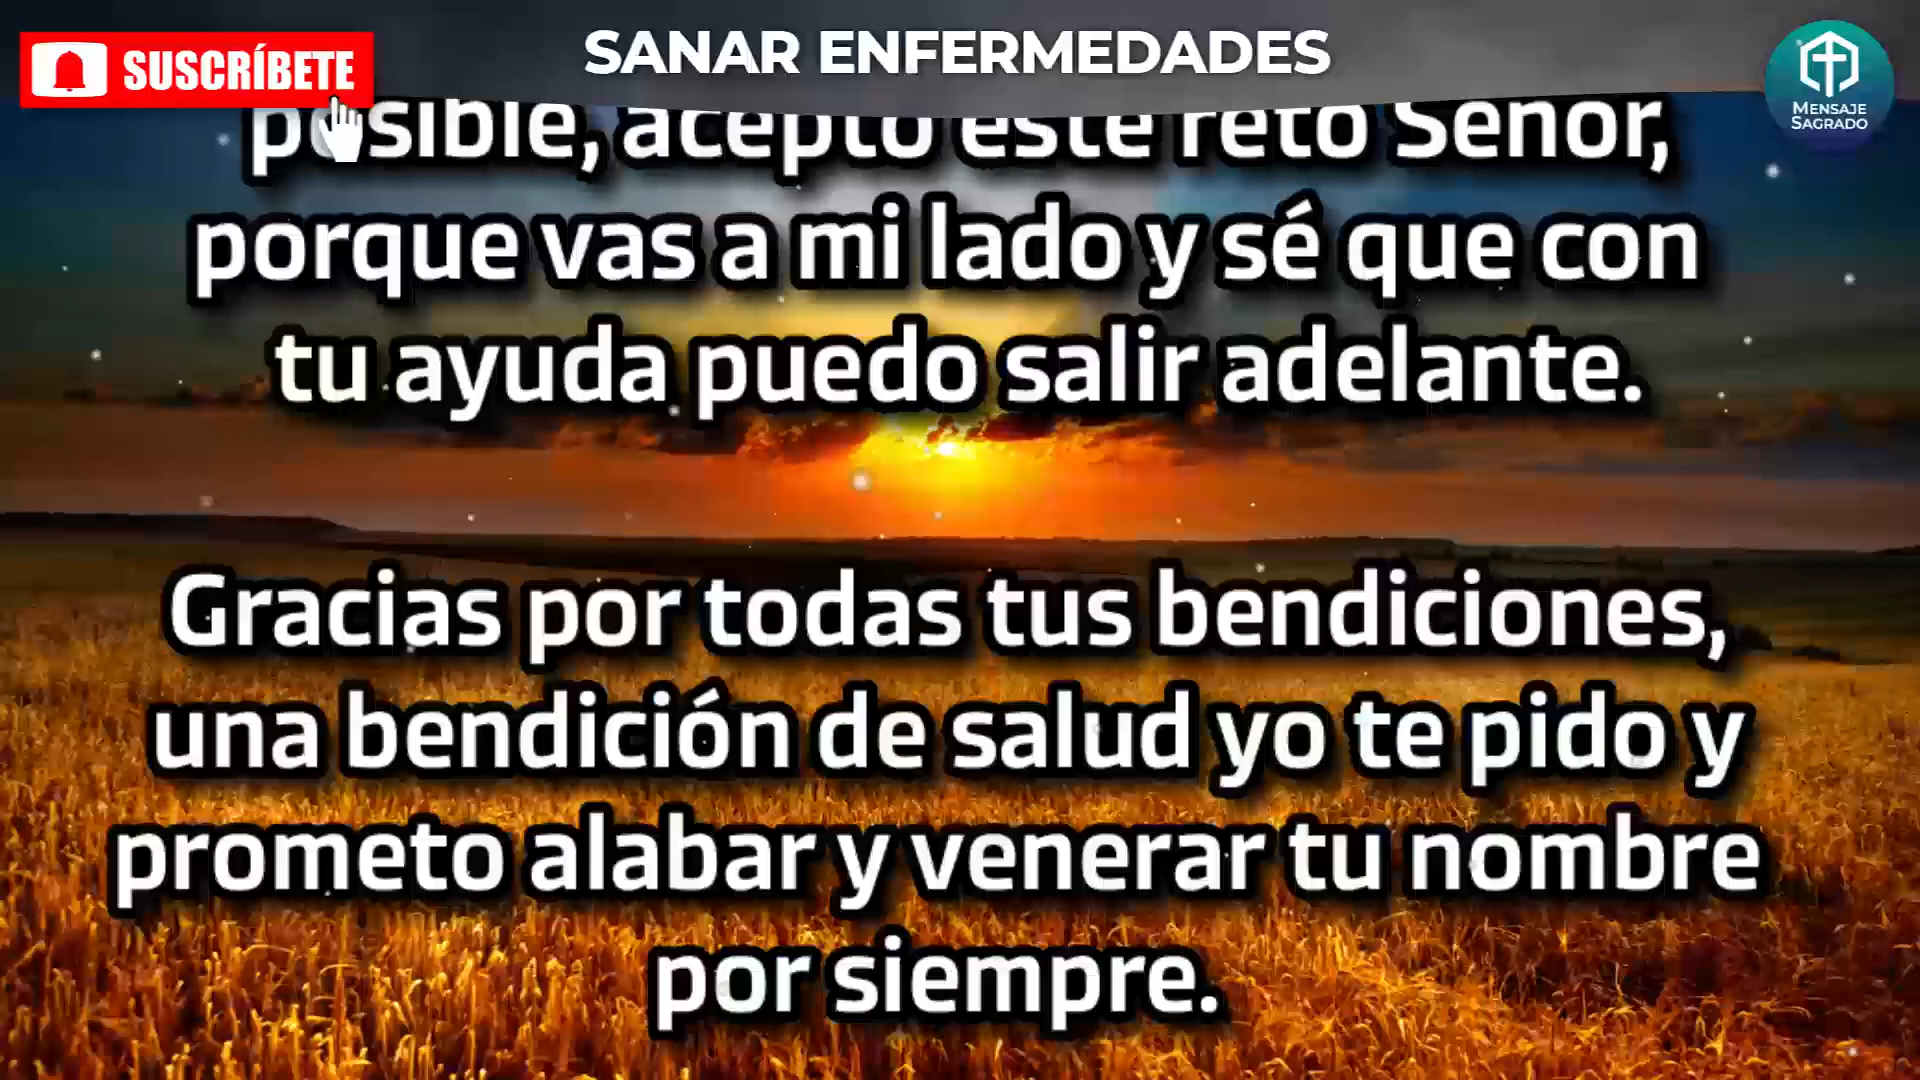 SUSCRÍBETE
SANAR ENFERMEDADES
MENSAJE
SAGRADO
posible, acepto este reto Señor,
porque vas a mi lado y sé que con
tu ayuda puedo salir adelante.
Gracias por todas tus bendiciones,
una bendición de salud yo te pido y
prometo alabar y venerar tu nombre
por siempre.